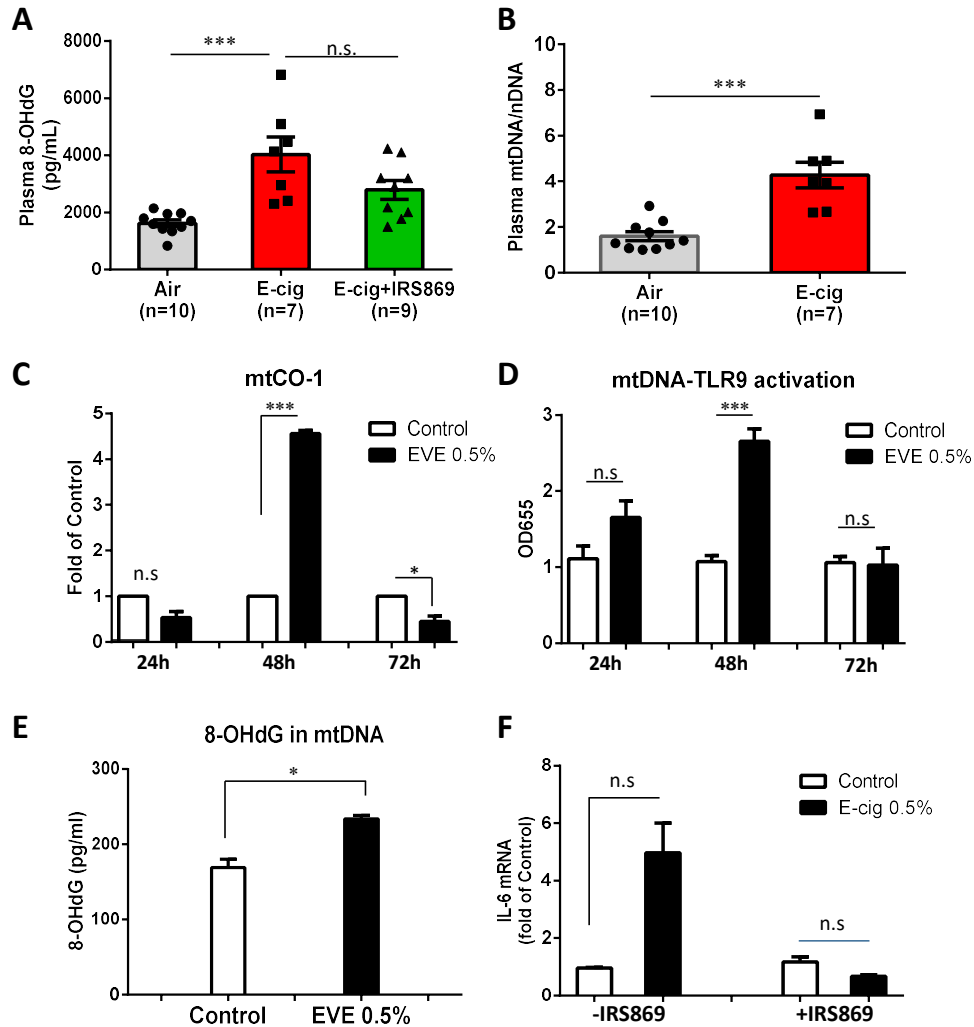 A
***
n.s.
Plasma 8-OHdG
(pg/mL)
8000
6000
4000
2000
0
Air
(n=10)
E-cig
(n=7)
E-cig+IRS869
(n=9)
B
***
Plasma mtDNA/nDNA
10
8
6
4
2
0
Air
(n=10)
E-cig
(n=7)
C
mtCO-1
***
Control
EVE 0.5%
n.s
*
Fold of Control
5
4
3
2
1
0
24h
48h
72h
D
mtDNA-TLR9 activation
***
Control
EVE 0.5%
n.s
n.s
OD655
3
2
1
0
24h
48h
72h
E
8-OHdG in mtDNA
*
8-OHdG (pg/ml)
300
200
100
0
Control
EVE 0.5%
F
n.s
Control
E-cig 0.5%
n.s
IL-6 mRNA
(fold of Control)
8
6
4
2
0
-IRS869
+IRS869